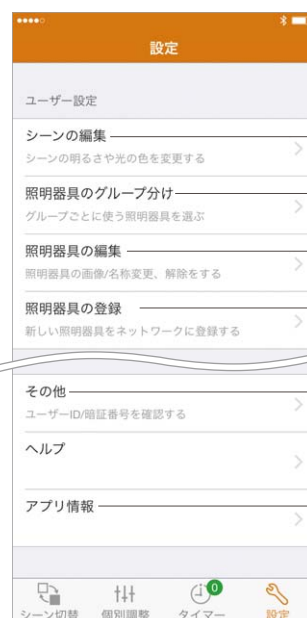 設定
ユーザー設定
シーンの編集
シーンの明るさや光の色を変更する
照明器具のグループ分け
グループごとに使う照明器具を選ぶ
照明器具の編集
照明器具の画像/名称変更、解除をする
照明器具の登録
新しい照明器具をネットワークに登録する
その他
ユーザーID/暗証番号を確認する
ヘルプ
アプリ情報
0
シーン切替 個別調整 タイマー 設定